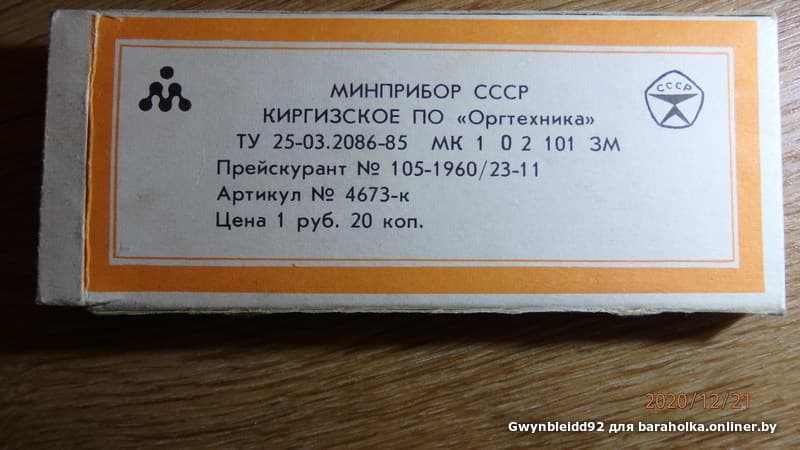 МИНПРИБОР СССР
КИРГИЗСКОЕ ПО «Оргтехника»
ТУ 25-03.2086-85 МК 1 0 2 101 ЗМ
Прейскурант № 105-1960/23-11
Артикул № 4673-к
Цена 1 руб. 20 коп.
СССР
2020/12/21
Gwynbleidd92 для baraholka.onliner.by